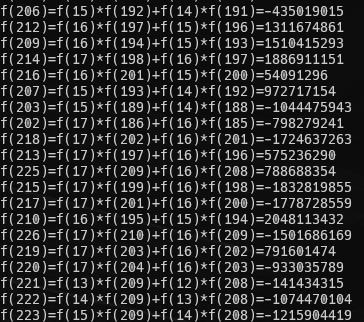 f(206)=f(15)*f(192)+f(14)*f(191)=-435019015
f(212)=f(16)*f(197)+f(15)*f(196)=1311674861
f(209)=f(16)*f(194)+f(15)*f(193)=1510415293
f(214)=f(17)*f(198)+f(16)*f(197)=1886911151
f(216)=f(16)*f(201)+f(15)*f(200)=54091296
f(207)=f(15)*f(193)+f(14)*f(192)=972717154
f(203)=f(15)*f(189)+f(14)*f(188)=-1044475943
f(202)=f(17)*f(186)+f(16)*f(185)=-798279241
f(218)=f(17)*f(202)+f(16)*f(201)=-1724637263
f(213)=f(17)*f(197)+f(16)*f(196)=575236290
f(225)=f(17)*f(209)+f(16)*f(208)=788688354
f(215)=f(17)*f(199)+f(16)*f(198)=-1832819855
f(217)=f(17)*f(201)+f(16)*f(200)=-1778728559
f(210)=f(16)*f(195)+f(15)*f(194)=2048113432
f(226)=f(17)*f(210)+f(16)*f(209)=-1501686169
f(219)=f(17)*f(203)+f(16)*f(202)=791601474
f(220)=f(17)*f(204)+f(16)*f(203)=-933035789
f(221)=f(13)*f(209)+f(12)*f(208)=-141434315
f(222)=f(14)*f(209)+f(13)*f(208)=-1074470104
f(223)=f(15)*f(209)+f(14)*f(208)=-1215904419